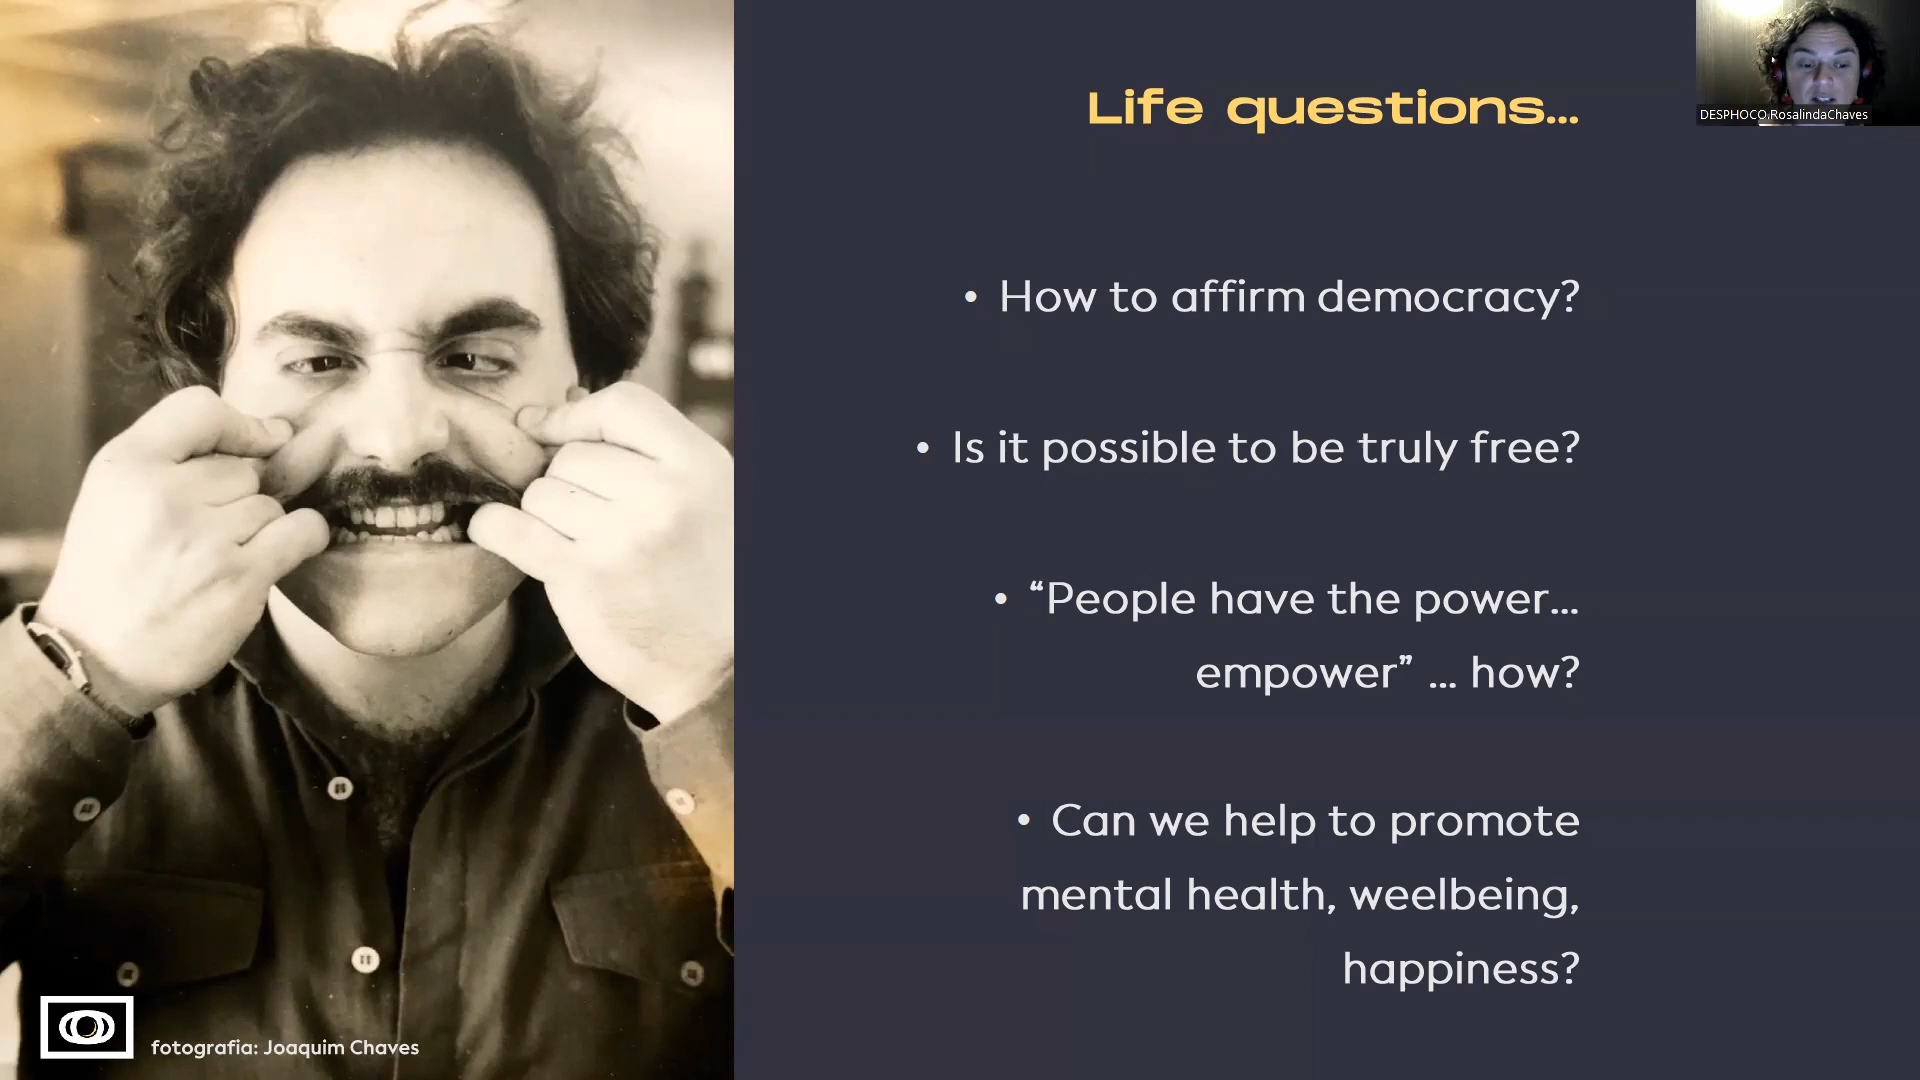 Life questions...
DESPHOCO.RosalindaChaves
• How to affirm democracy?
• Is it possible to be truly free?
• “People have the power...
empower” ... how?
• Can we help to promote
mental health, weelbeing,
happiness?
fotografia: Joaquim Chaves